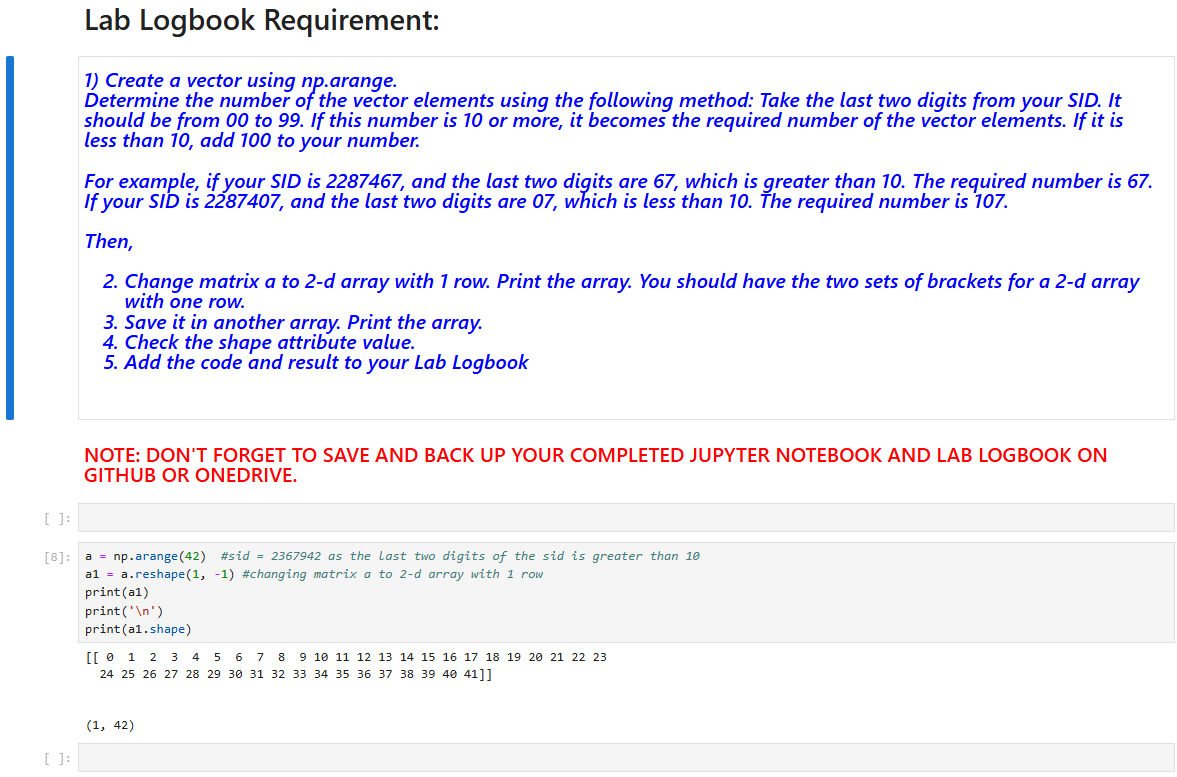 Lab Logbook Requirement:
1) Create a vector using np.arange.
Determine the number of the vector elements using the following method: Take the last two digits from your SID. It
should be from 00 to 99. If this number is 10 or more, it becomes the required number of the vector elements. If it is
less than 10, add 100 to your number.
For example, if your SID is 2287467, and the last two digits are 67, which is greater than 10. The required number is 67.
If your SID is 2287407, and the last two digits are 07, which is less than 10. The required number is 107.
Then,
2. Change matrix a to 2-d array with 1 row. Print the array. You should have the two sets of brackets for a 2-d array
with one row.
3. Save it in another array. Print the array.
4. Check the shape attribute value.
5. Add the code and result to your Lab Logbook
NOTE: DON'T FORGET TO SAVE AND BACK UP YOUR COMPLETED JUPYTER NOTEBOOK AND LAB LOGBOOK ON
GITHUB OR ONEDRIVE.
[ ]:
[8]: a = np.arange(42)  #sid = 2367942 as the last two digits of the sid is greater than 10
a1 = a.reshape(1, -1) #changing matrix a to 2-d array with 1 row
print(a1)
print('\n')
print(a1.shape)
[[ 0  1  2  3  4  5  6  7  8  9 10 11 12 13 14 15 16 17 18 19 20 21 22 23
  24 25 26 27 28 29 30 31 32 33 34 35 36 37 38 39 40 41]]
(1, 42)
[ ]: